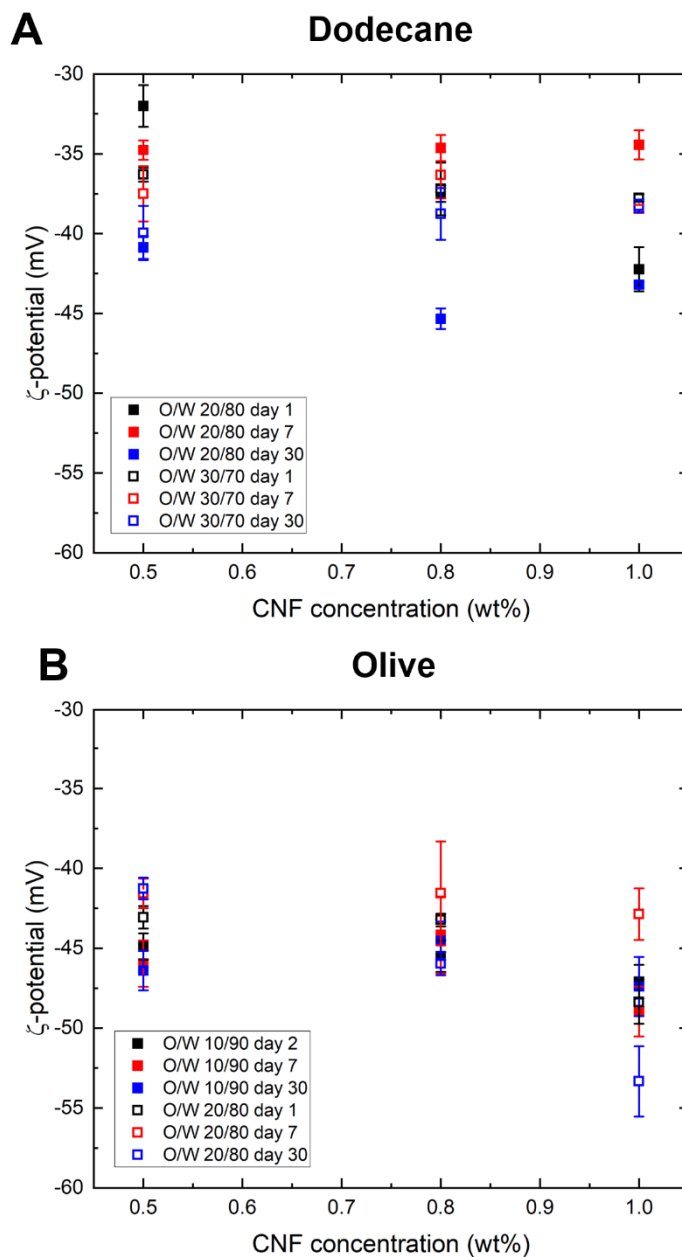 A
Dodecane
-30
-35
-40
-45
-50
-55
-60
ζ-potential (mV)
O/W 20/80 day 1
O/W 20/80 day 7
O/W 20/80 day 30
O/W 30/70 day 1
O/W 30/70 day 7
O/W 30/70 day 30
0.5 0.6 0.7 0.8 0.9 1.0
CNF concentration (wt%)
B
Olive
-30
-35
-40
-45
-50
-55
-60
ζ-potential (mV)
O/W 10/90 day 2
O/W 10/90 day 7
O/W 10/90 day 30
O/W 20/80 day 1
O/W 20/80 day 7
O/W 20/80 day 30
0.5 0.6 0.7 0.8 0.9 1.0
CNF concentration (wt%)